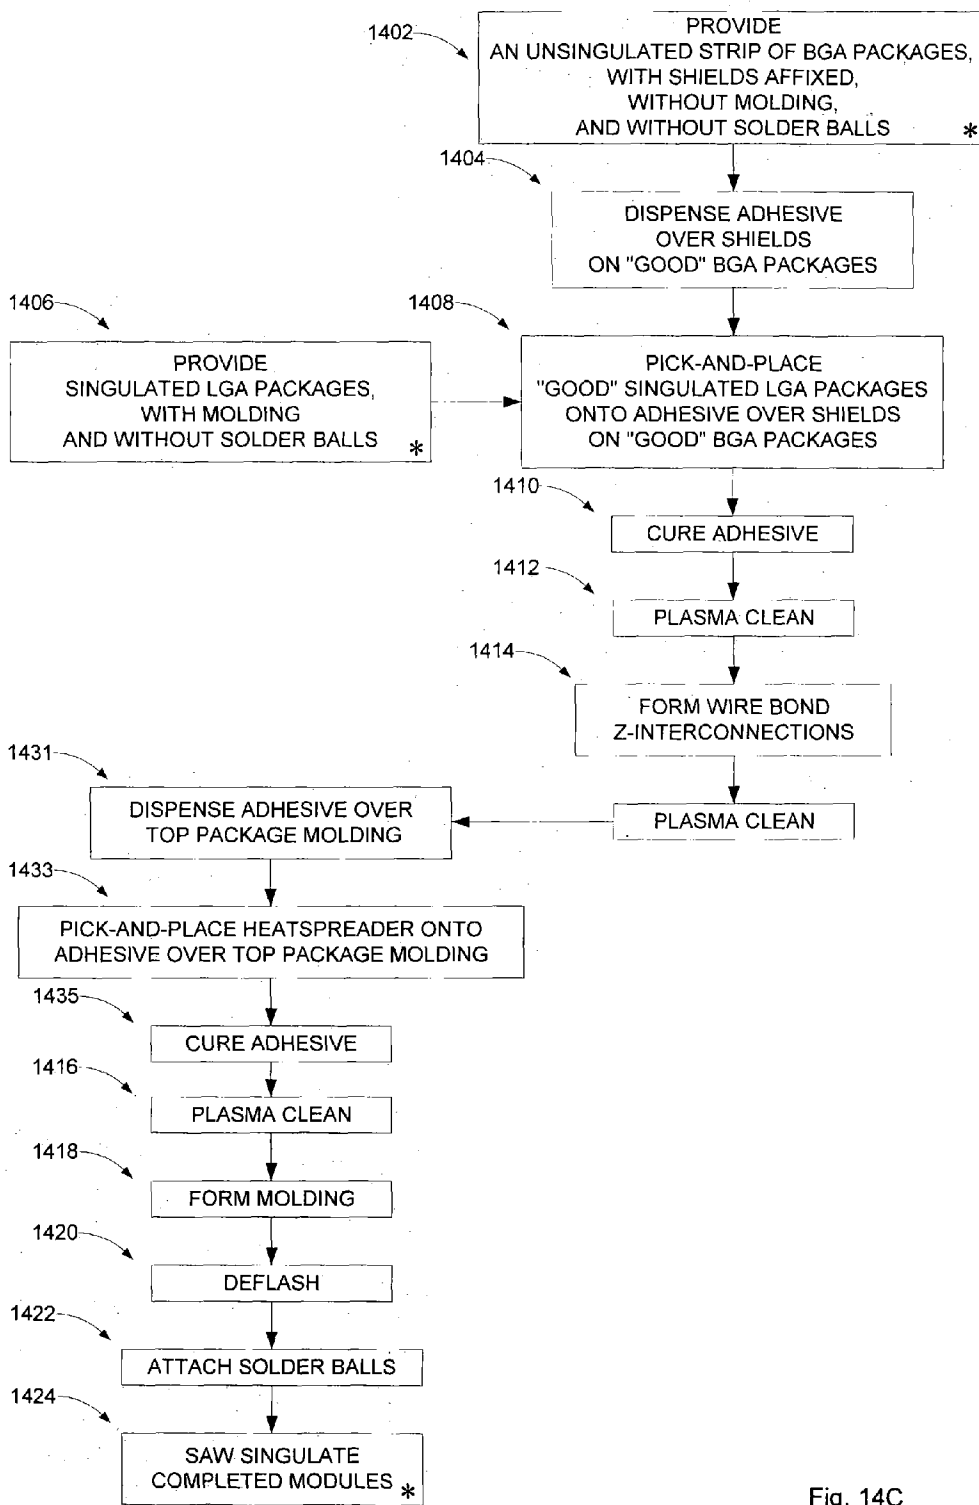 1402
PROVIDE
AN UNSINGULATED STRIP OF BGA PACKAGES,
WITH SHIELDS AFFIXED,
WITHOUT MOLDING,
AND WITHOUT SOLDER BALLS *
1404
DISPENSE ADHESIVE
OVER SHIELDS
ON "GOOD" BGA PACKAGES
1406
PROVIDE
SINGULATED LGA PACKAGES,
WITH MOLDING
AND WITHOUT SOLDER BALLS *
1408
PICK-AND-PLACE
"GOOD" SINGULATED LGA PACKAGES
ONTO ADHESIVE OVER SHIELDS
ON "GOOD" BGA PACKAGES
1410
CURE ADHESIVE
1412
PLASMA CLEAN
1414
FORM WIRE BOND
Z-INTERCONNECTIONS
PLASMA CLEAN
1431
DISPENSE ADHESIVE OVER
TOP PACKAGE MOLDING
1433
PICK-AND-PLACE HEATSPREADER ONTO
ADHESIVE OVER TOP PACKAGE MOLDING
1435
CURE ADHESIVE
1416
PLASMA CLEAN
1418
FORM MOLDING
1420
DEFLASH
1422
ATTACH SOLDER BALLS
1424
SAW SINGULATE
COMPLETED MODULES *
Fig. 14C